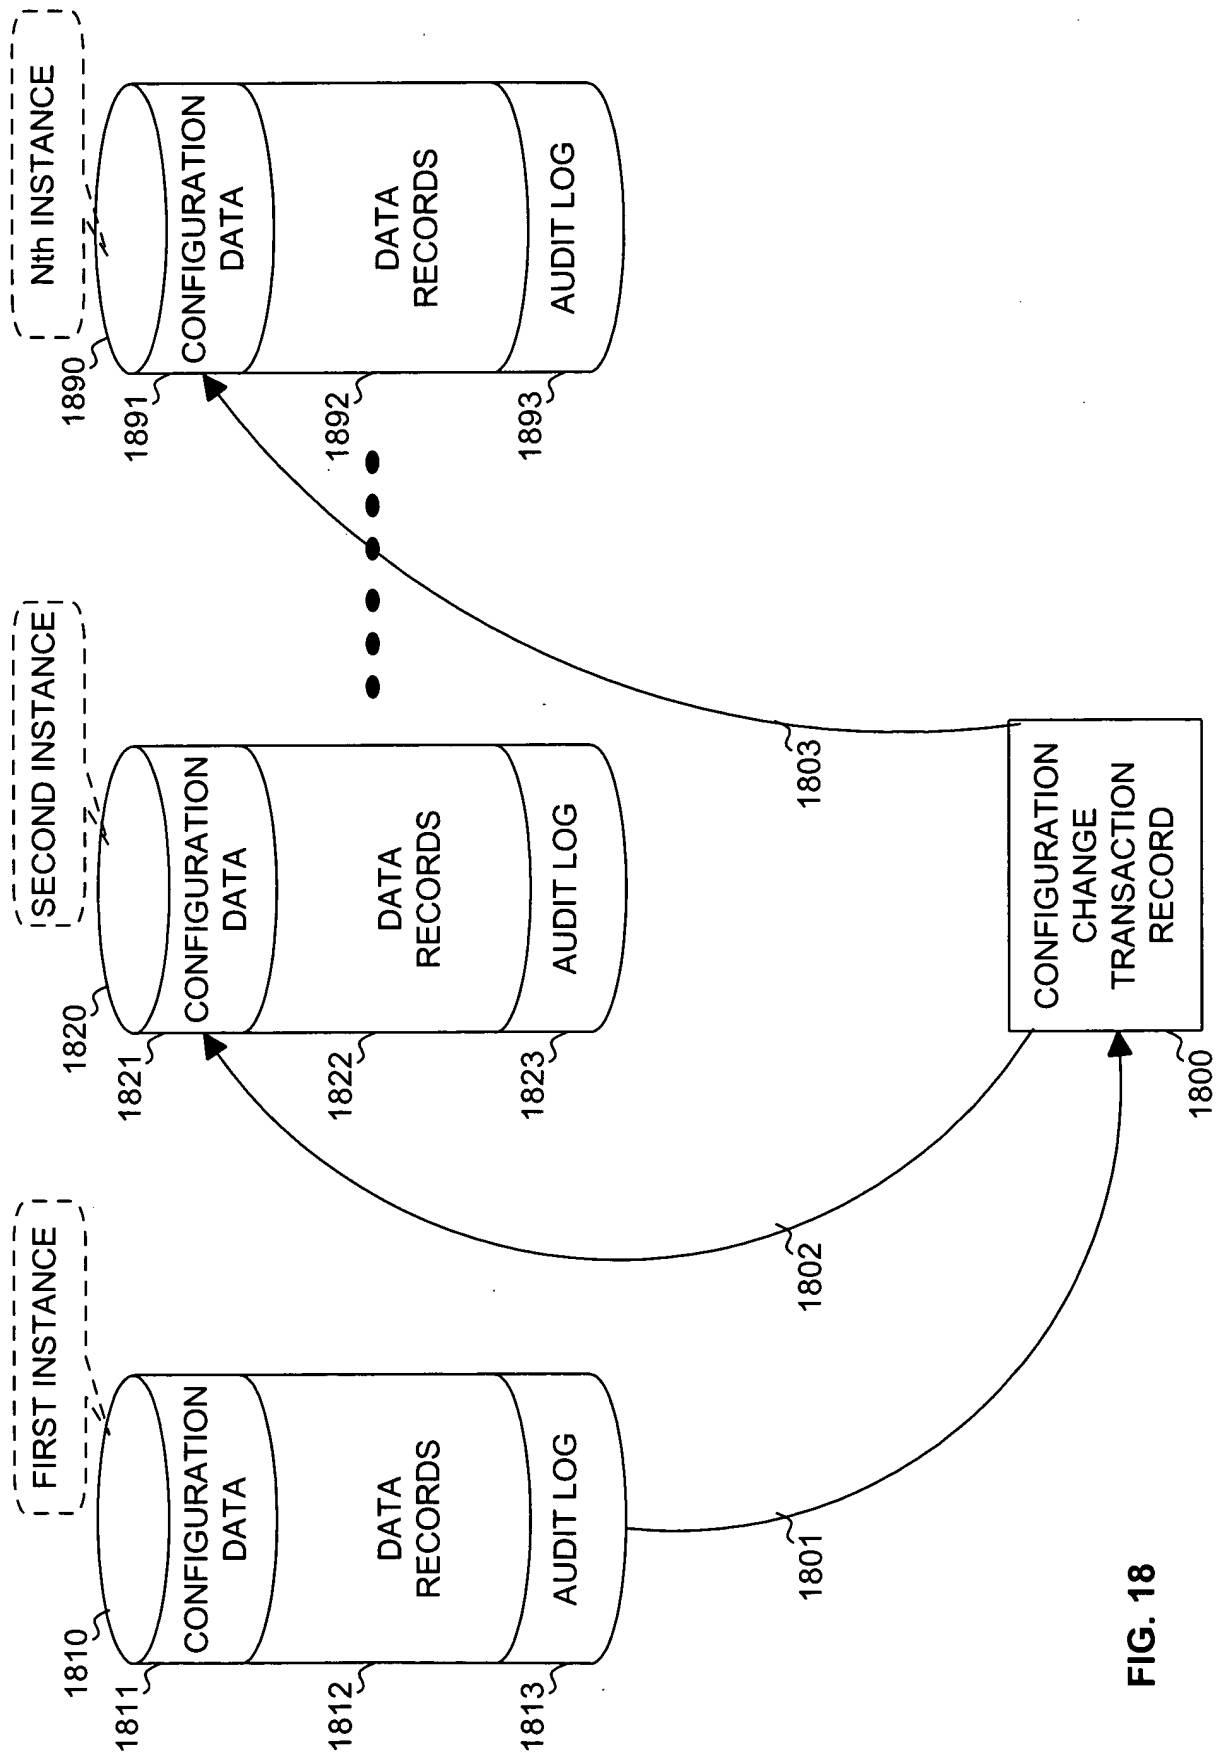 FIRST INSTANCE
SECOND INSTANCE
Nth INSTANCE
1810
1811
CONFIGURATION
DATA
1812
DATA
RECORDS
1813
AUDIT LOG
1820
1821
CONFIGURATION
DATA
1822
DATA
RECORDS
1823
AUDIT LOG
1890
1891
CONFIGURATION
DATA
1892
DATA
RECORDS
1893
AUDIT LOG
1801
1802
1803
CONFIGURATION
CHANGE
TRANSACTION
RECORD
1800
FIG. 18